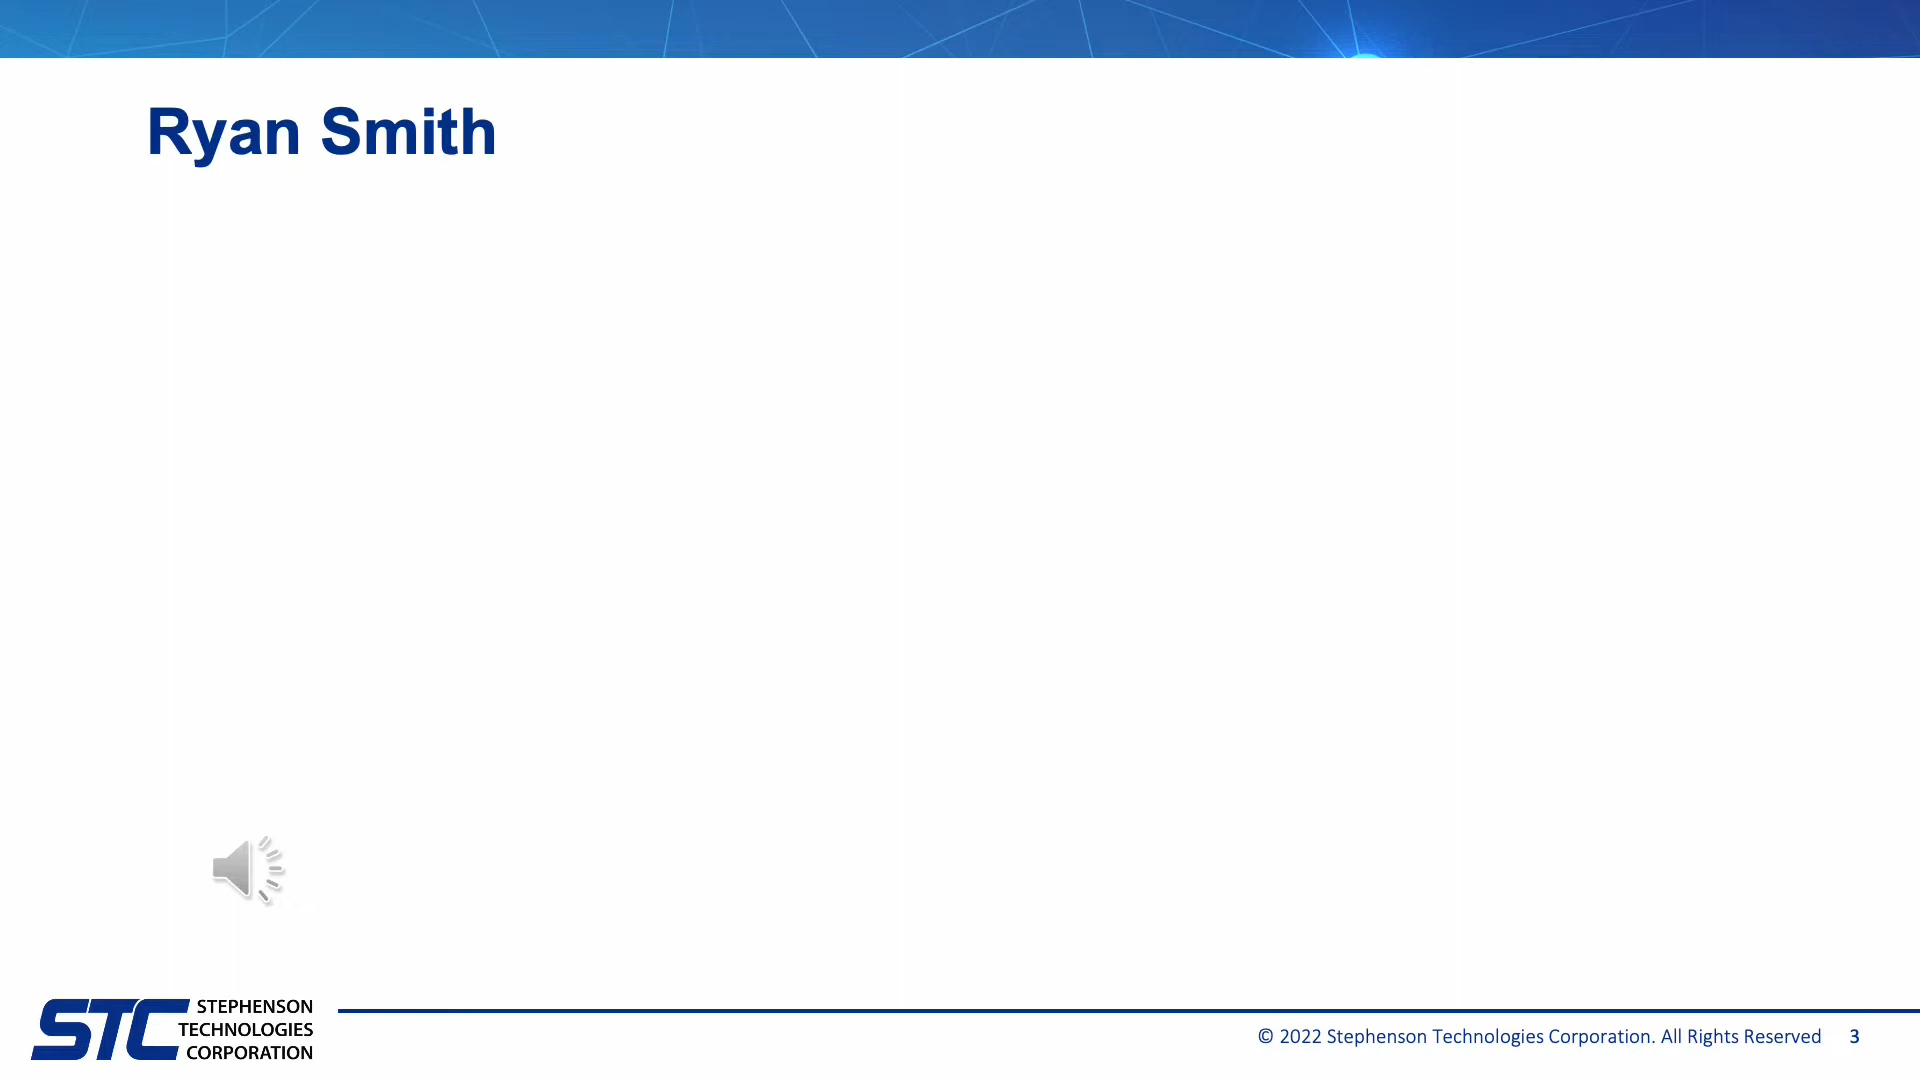 Ryan Smith
STC
STEPHENSON
TECHNOLOGIES
CORPORATION
© 2022 Stephenson Technologies Corporation. All Rights Reserved 3